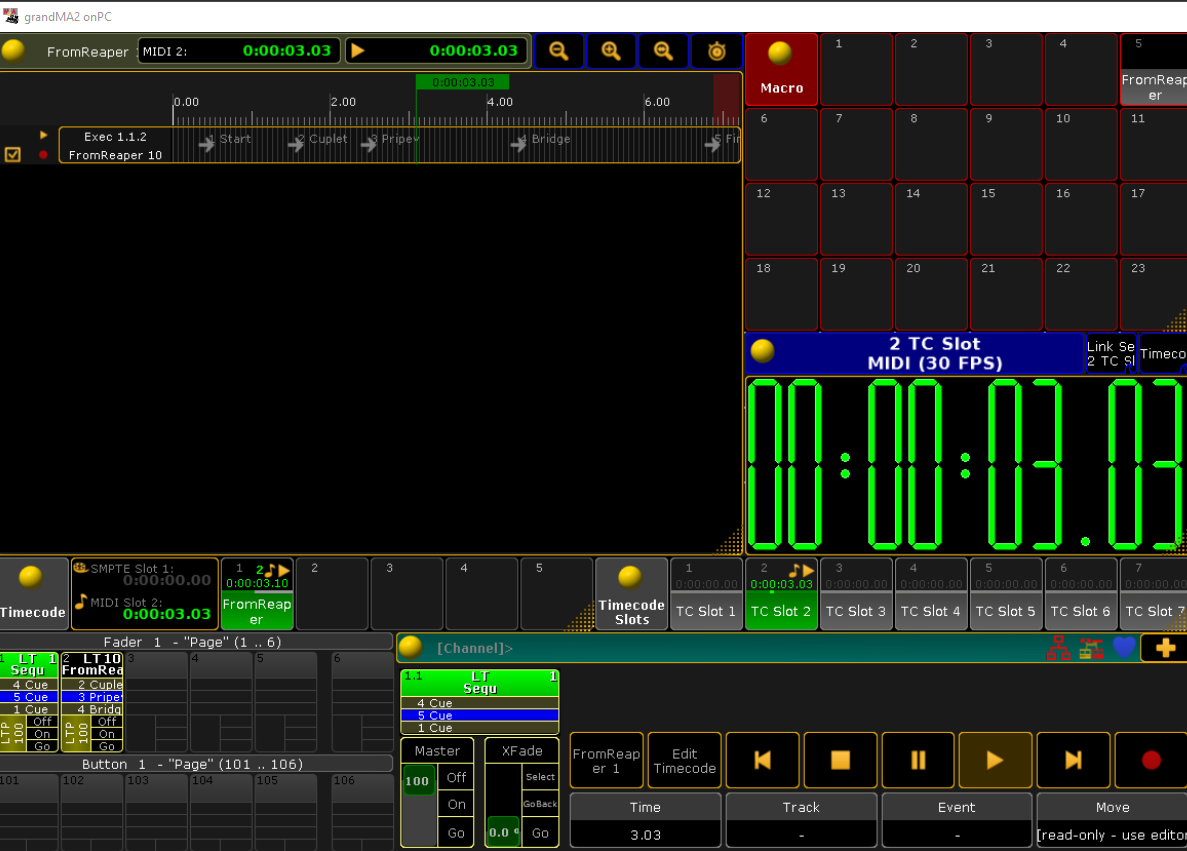 grandMA2 onPC
FromReaper MIDI 2: 0:00:03.03 0:00:03.03
0:00:03.03
0.00 2.00 4.00 6.00
Exec 1.1.2 1 Start 2 Cuplet 3 Pripev 4 Bridge 5 Fir
FromReaper 10
Macro 1 2 3 4 5
FromReap
er
6 7 8 9 10 11
12 13 14 15 16 17
18 19 20 21 22 23
2 TC Slot
MIDI (30 FPS)
Link Se
2 TC Sl
Timeco
00:00:03.03
Timecode
SMPTE Slot 1:
0:00:00.00
MIDI Slot 2:
0:00:03.03
1 2
0:00:03.10
FromReap
er
2 3 4 5
Timecode
Slots
1 0:00:00.00 TC Slot 1
2 0:00:03.03 TC Slot 2
3 0:00:00.00 TC Slot 3
4 0:00:00.00 TC Slot 4
5 0:00:00.00 TC Slot 5
6 0:00:00.00 TC Slot 6
7 0:00:00.00 TC Slot 7
Fader 1 - "Page" (1 .. 6)
1 LT 1
Sequ
4 Cue
5 Cue
1 Cue
LTP 100
Off
On
Go
2 LT10
FromRea
2 Cuple
3 Pripev
4 Bridg
LTP 100
Off
On
Go
3 4 5 6
Button 1 - "Page" (101 .. 106)
101 102 103 104 105 106
[Channel]>
1.1 LT 1
Sequ
4 Cue
5 Cue
1 Cue
Master XFade
100 Off Select
On GoBack
Go 0.0 Go
FromReap
er 1
Edit
Timecode
Time Track Event Move
3.03 - - [read-only - use editor